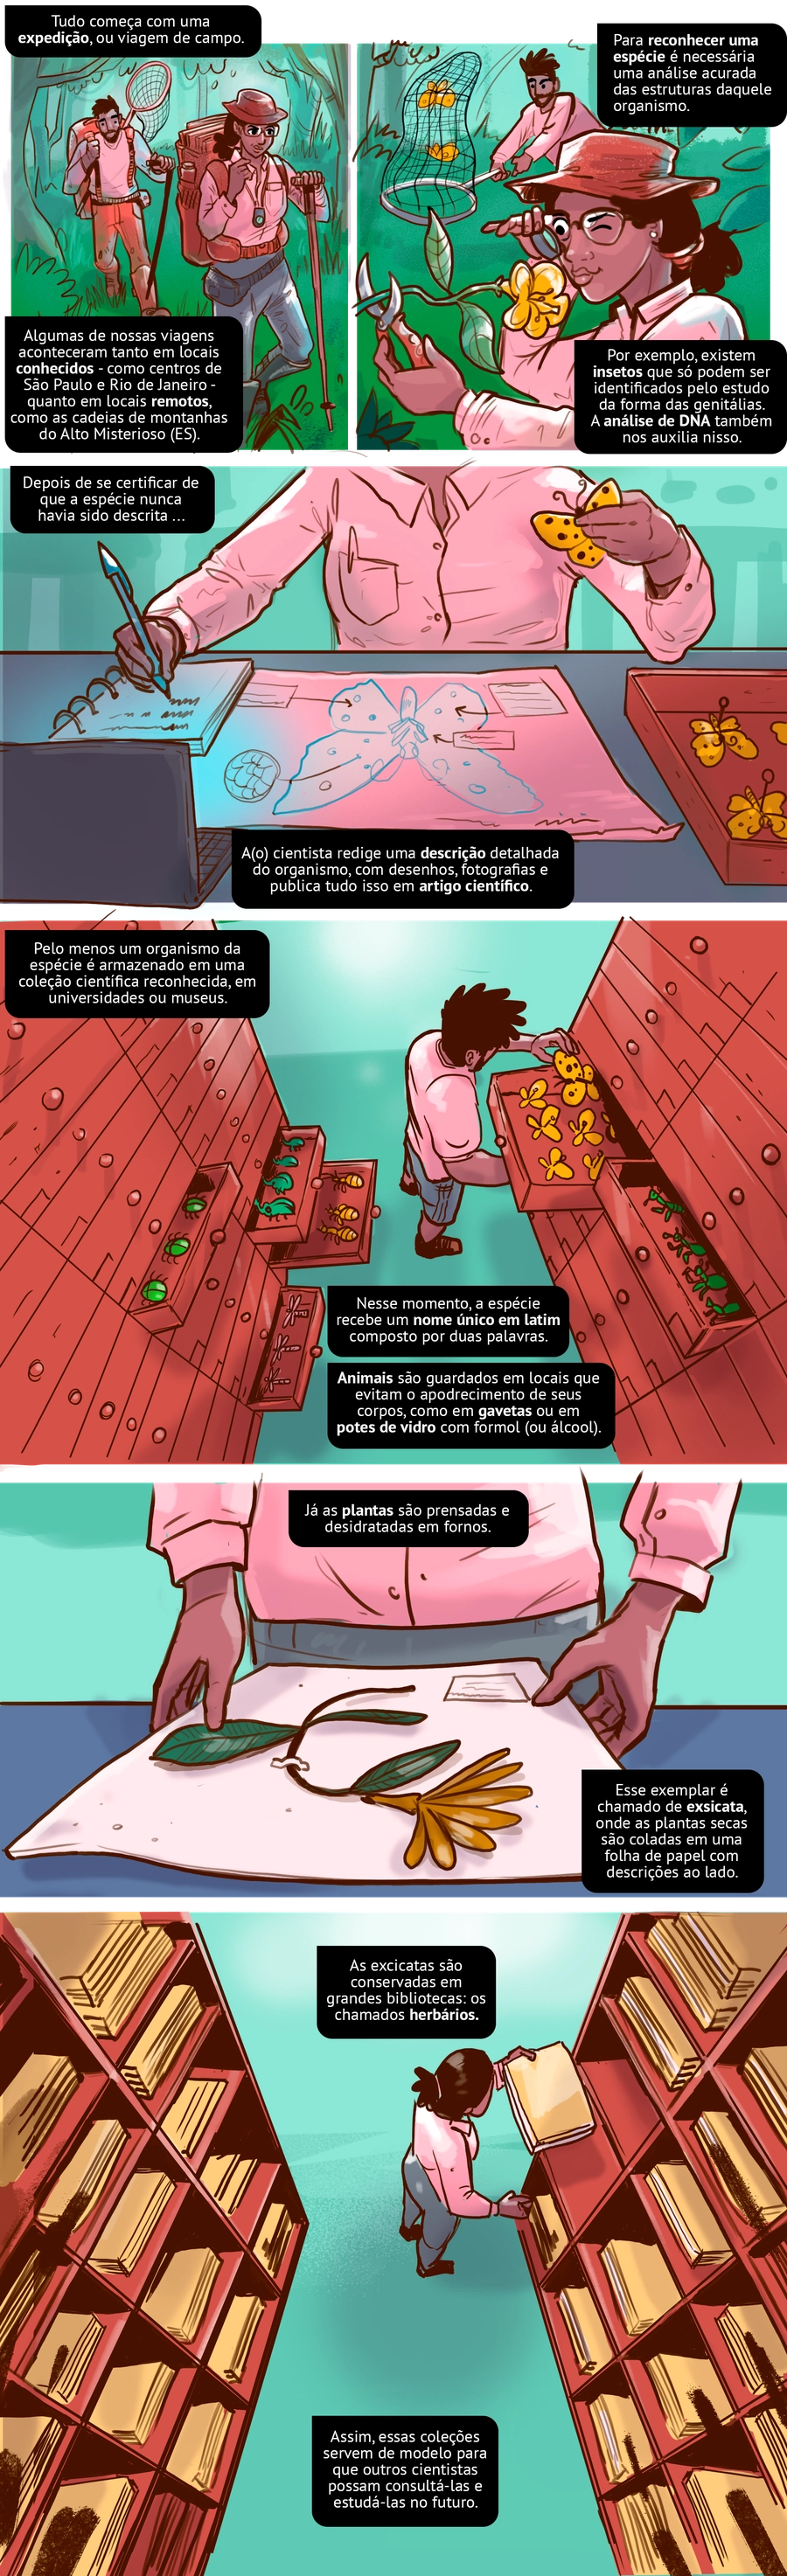 Tudo começa com uma
expedição, ou viagem de campo.
Para reconhecer uma
espécie é necessária
uma análise acurada
das estruturas daquele
organismo.
Algumas de nossas viagens
aconteceram tanto em locais
conhecidos - como centros de
São Paulo e Rio de Janeiro -
quanto em locais remotos,
como as cadeias de montanhas
do Alto Misterioso (ES).
Por exemplo, existem
insetos que só podem ser
identificados pelo estudo
da forma das genitálias.
A análise de DNA também
nos auxilia nisso.
Depois de se certificar de
que a espécie nunca
havia sido descrita ...
A(o) cientista redige uma descrição detalhada
do organismo, com desenhos, fotografias e
publica tudo isso em artigo científico.
Pelo menos um organismo da
espécie é armazenado em uma
coleção científica reconhecida, em
universidades ou museus.
Nesse momento, a espécie
recebe um nome único em latim
composto por duas palavras.
Animais são guardados em locais que
evitam o apodrecimento de seus
corpos, como em gavetas ou em
potes de vidro com formol (ou álcool).
Já as plantas são prensadas e
desidratadas em fornos.
Esse exemplar é
chamado de exsicata,
onde as plantas secas
são coladas em uma
folha de papel com
descrições ao lado.
As excicatas são
conservadas em
grandes bibliotecas: os
chamados herbários.
Assim, essas coleções
servem de modelo para
que outros cientistas
possam consultá-las e
estudá-las no futuro.